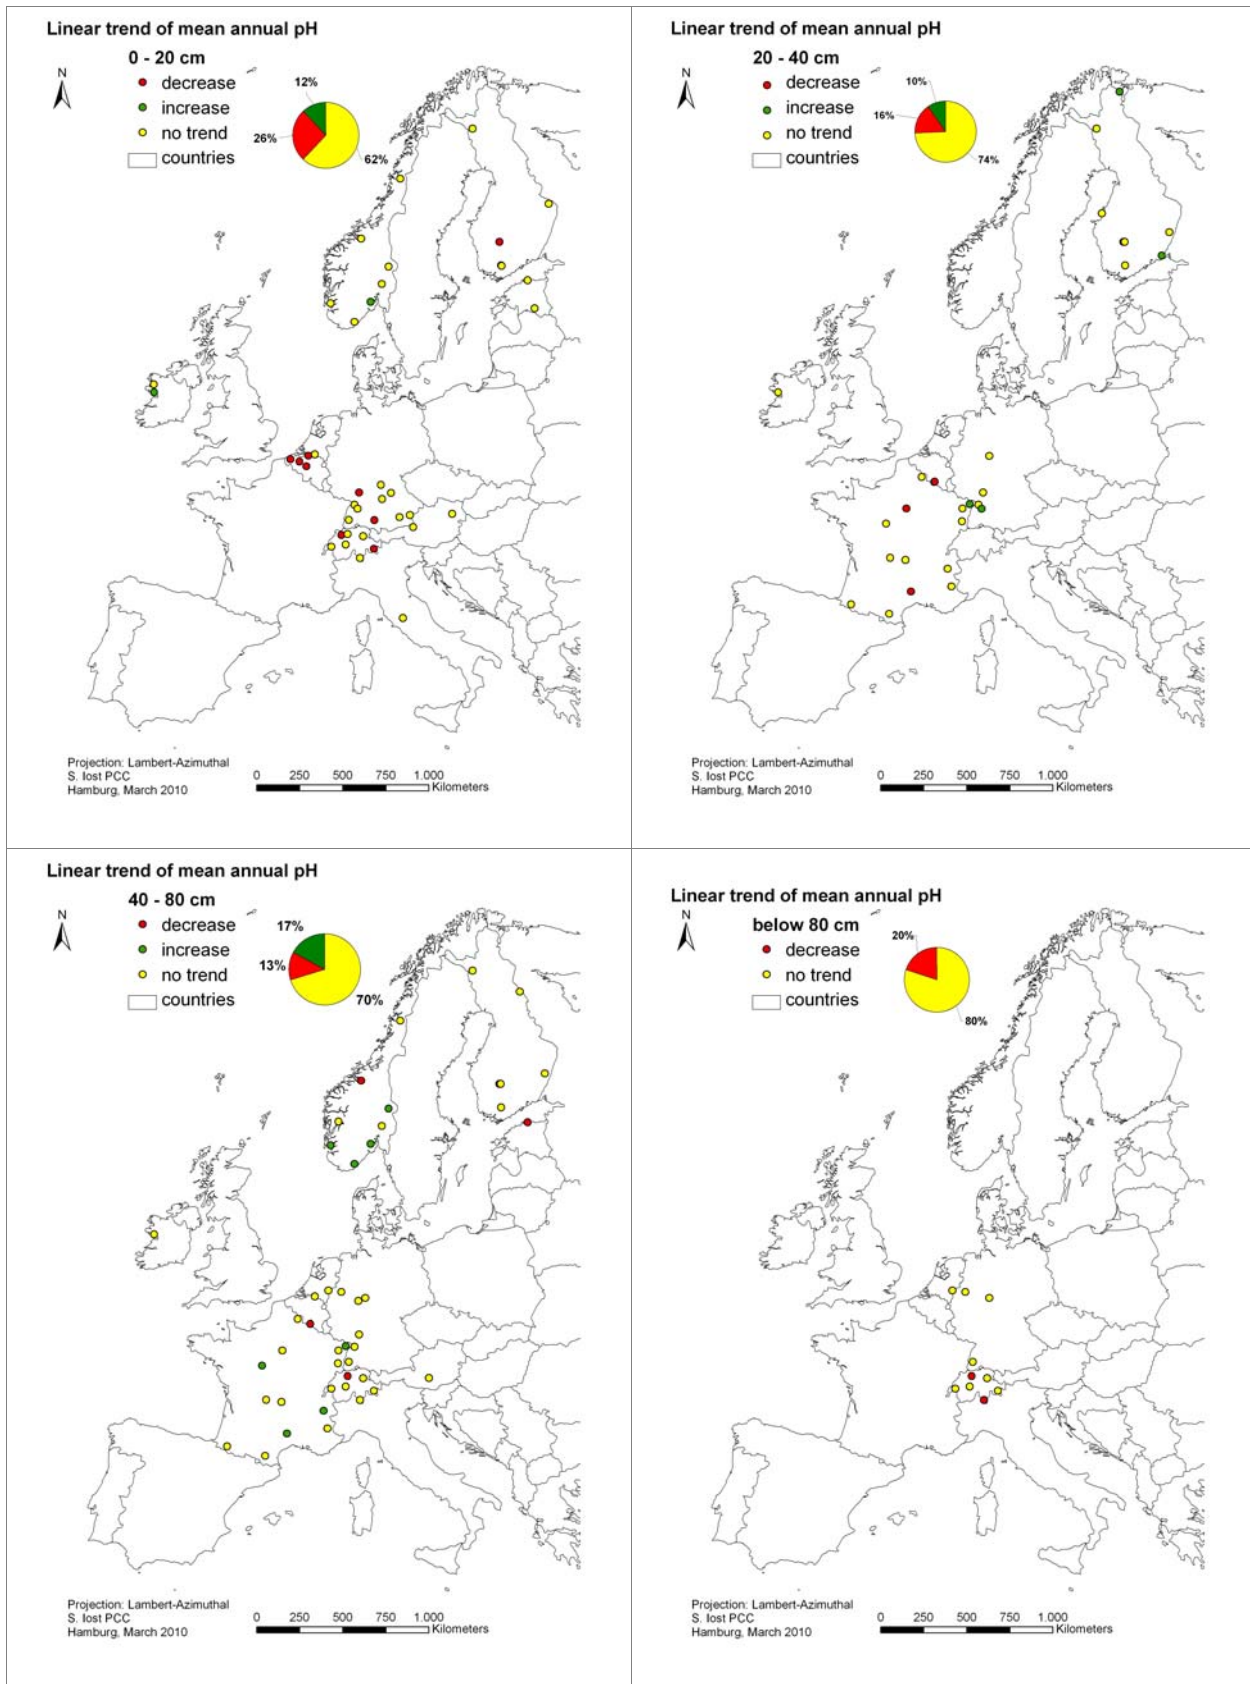 Linear trend of mean annual pH
0 - 20 cm
N
decrease
increase
no trend
countries
12%
26%
62%
Projection: Lambert-Azimuthal
S. Iost PCC
Hamburg, March 2010
0 250 500 750 1.000
Kilometers
Linear trend of mean annual pH
20 - 40 cm
N
decrease
increase
no trend
countries
10%
16%
74%
Projection: Lambert-Azimuthal
S. Iost PCC
Hamburg, March 2010
0 250 500 750 1.000
Kilometers
Linear trend of mean annual pH
40 - 80 cm
N
decrease
increase
no trend
countries
17%
13%
70%
Projection: Lambert-Azimuthal
S. Iost PCC
Hamburg, March 2010
0 250 500 750 1.000
Kilometers
Linear trend of mean annual pH
below 80 cm
N
decrease
no trend
countries
20%
80%
Projection: Lambert-Azimuthal
S. Iost PCC
Hamburg, March 2010
0 250 500 750 1.000
Kilometers